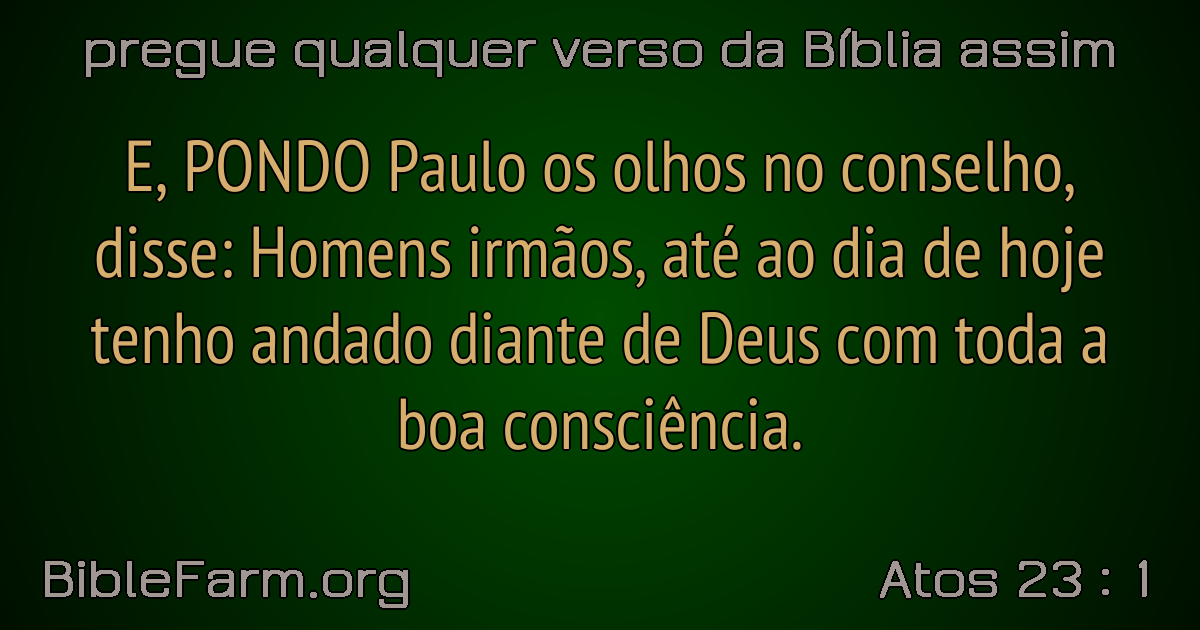 pregue qualquer verso da Bíblia assim
E, PONDO Paulo os olhos no conselho,
disse: Homens irmãos, até ao dia de hoje
tenho andado diante de Deus com toda a
boa consciência.
BibleFarm.org
Atos 23 : 1